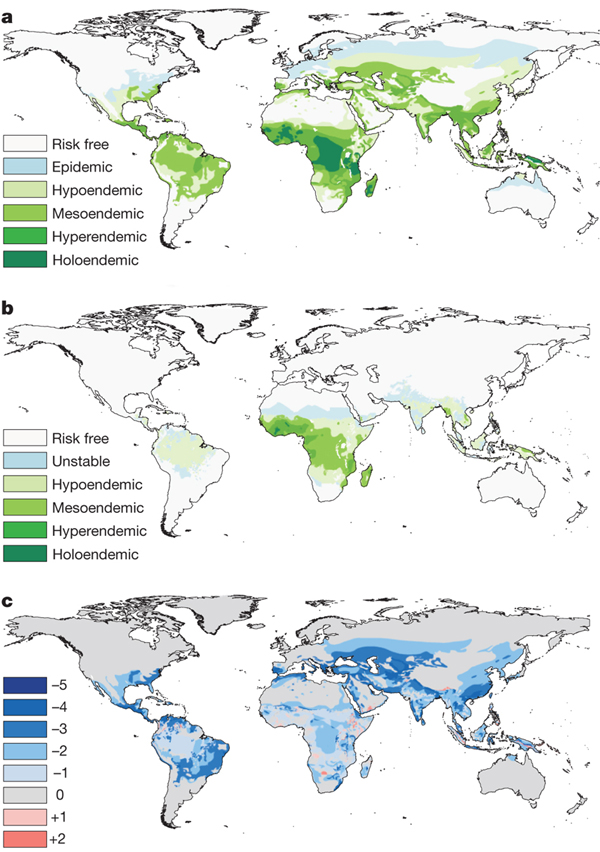 a
Risk free
Epidemic
Hypoendemic
Mesoendemic
Hyperendemic
Holoendemic
b
Risk free
Unstable
Hypoendemic
Mesoendemic
Hyperendemic
Holoendemic
c
−5
−4
−3
−2
−1
0
+1
+2